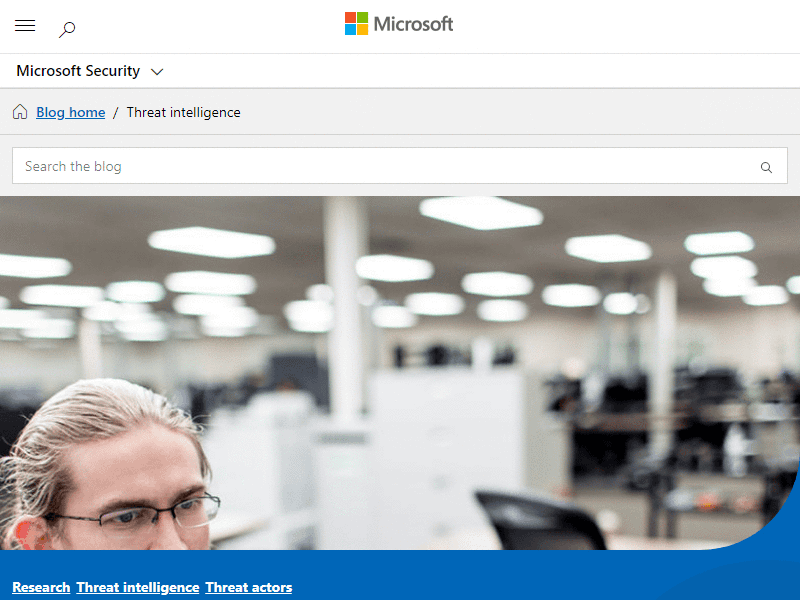 Microsoft
Microsoft Security
Blog home / Threat intelligence
Search the blog
Research Threat intelligence Threat actors